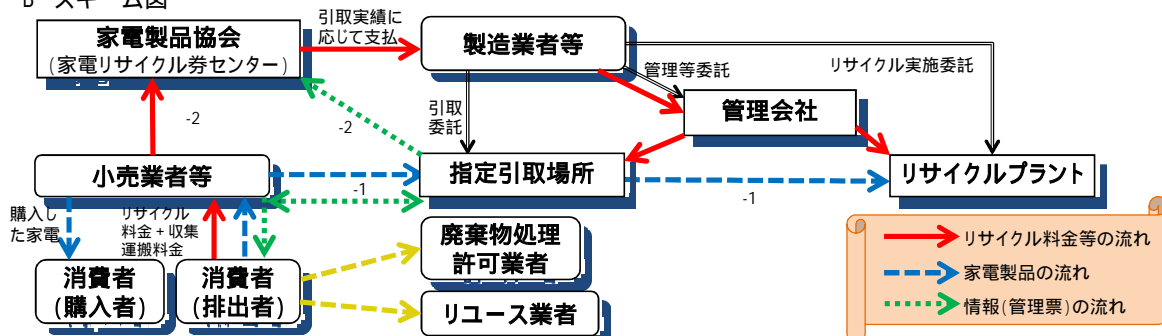 B スキーム図
家電製品協会
(家電リサイクル券センター)
引取実績に
応じて支払
製造業者等
管理等委託
リサイクル実施委託
管理会社
引取
委託
-2
-2
小売業者等
指定引取場所
リサイクルプラント
-1
-1
購入し
た家電
リサイクル
料金+収集
運搬料金
消費者
(購入者)
消費者
(排出者)
廃棄物処理
許可業者
リユース業者
リサイクル料金等の流れ
家電製品の流れ
情報(管理票)の流れ